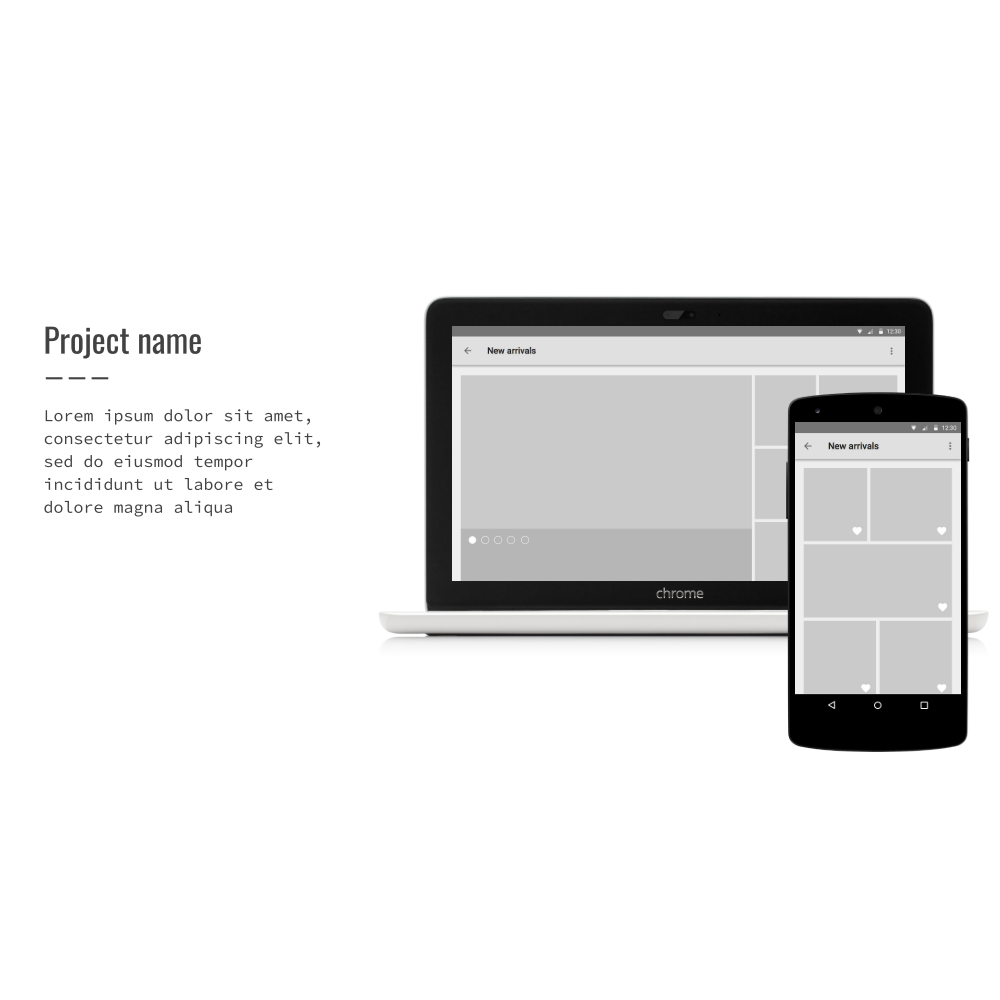 Project name
Lorem ipsum dolor sit amet,
consectetur adipiscing elit,
sed do eiusmod tempor
incididunt ut labore et
dolore magna aliqua
12:30
New arrivals
chrome
12:30
New arrivals